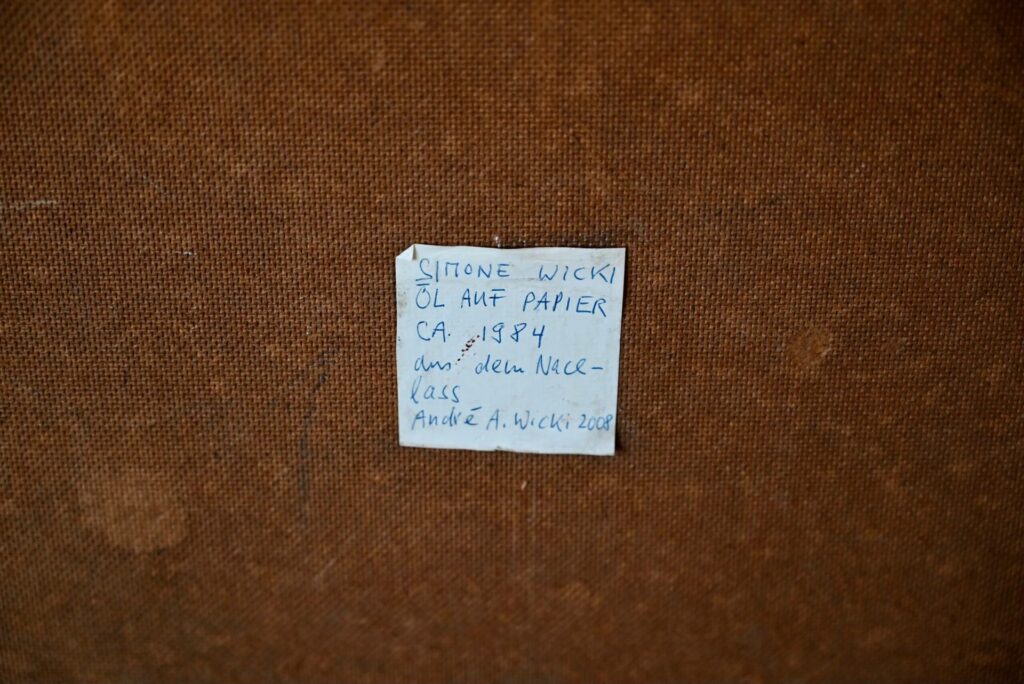 SIMONE WICKI
ÖL AUF PAPIER
CA. 1984
aus dem Nach-
lass
André A. Wicki 2008